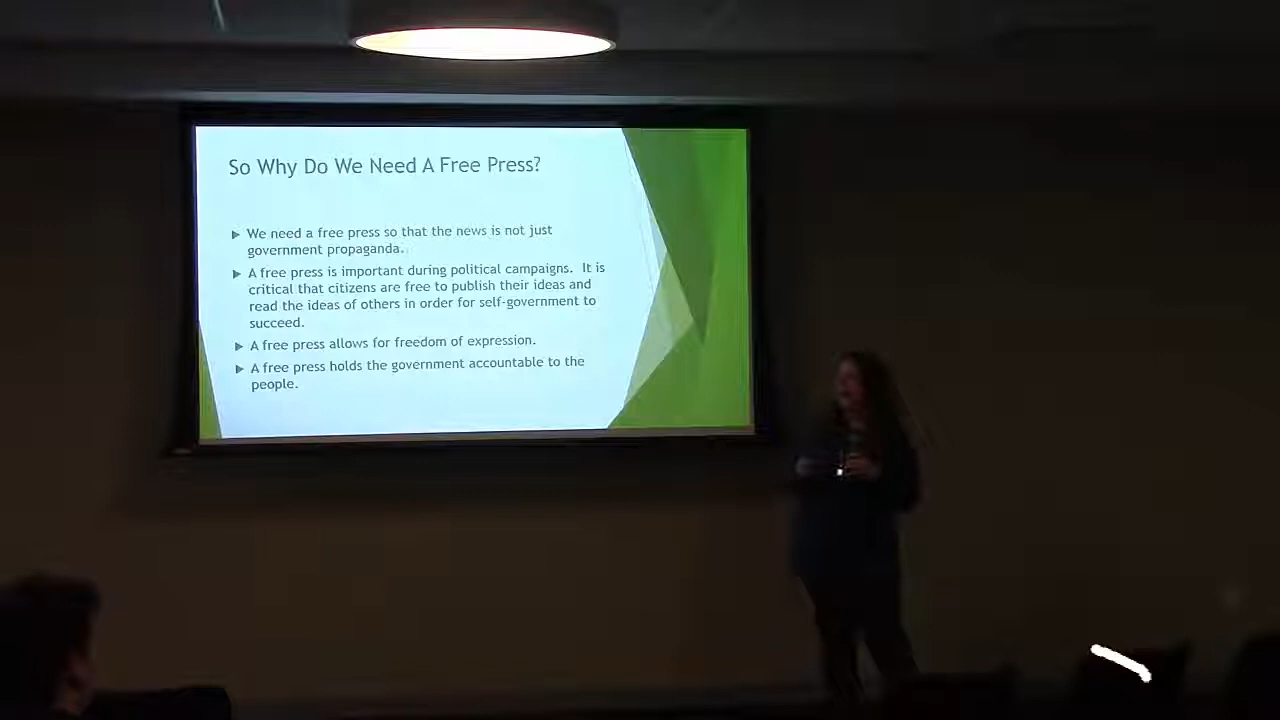 So Why Do We Need A Free Press?
We need a free press so that the news is not just
government propaganda.
A free press is important during political campaigns.  It is
critical that citizens are free to publish their ideas and
read the ideas of others in order for self-government to
succeed.
A free press allows for freedom of expression.
A free press holds the government accountable to the
people.